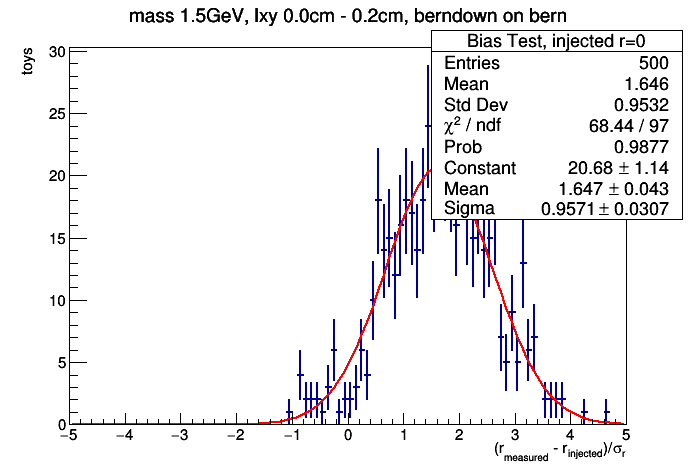 mass 1.5GeV, lxy 0.0cm - 0.2cm, berndown on bern
Bias Test, injected r=0
Entries 500
Mean 1.646
Std Dev 0.9532
χ² / ndf 68.44 / 97
Prob 0.9877
Constant 20.68 ± 1.14
Mean 1.647 ± 0.043
Sigma 0.9571 ± 0.0307
toys
30
25
20
15
10
5
0
−5 −4 −3 −2 −1 0 1 2 3 4 5
(r_measured - r_injected)/σ_r